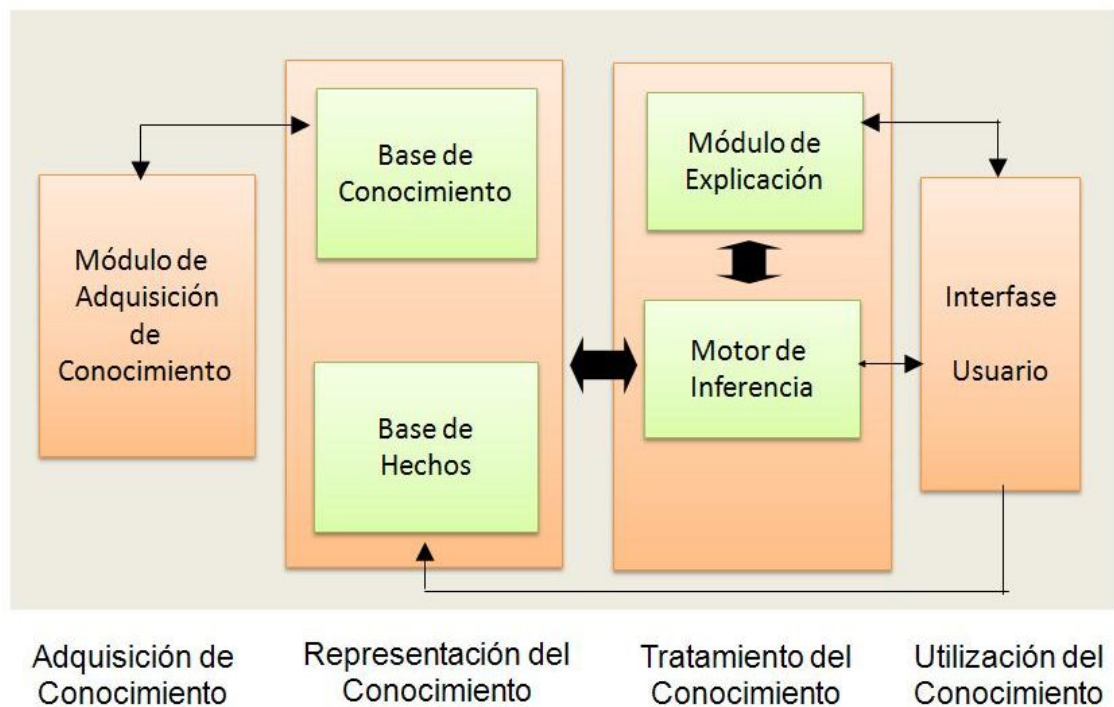 Módulo de
Adquisición
de
Conocimiento
Base de
Conocimiento
Base de
Hechos
Módulo de
Explicación
Motor de
Inferencia
Interfase
Usuario
Adquisición de
Conocimiento
Representación del
Conocimiento
Tratamiento del
Conocimiento
Utilización del
Conocimiento